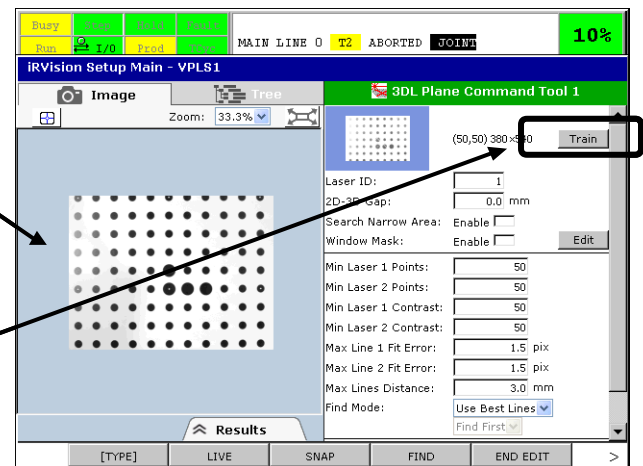 Busy Step Hold Fault
Run I/O Prod TCyc MAIN LINE 0 T2 ABORTED JOINT 10%
iRVision Setup Main - VPLS1
Image Tree 3DL Plane Command Tool 1
Zoom: 33.3%
(50,50) 380×540 Train
Laser ID: 1
2D-3D Gap: 0.0 mm
Search Narrow Area: Enable
Window Mask: Enable Edit
Min Laser 1 Points: 50
Min Laser 2 Points: 50
Min Laser 1 Contrast: 50
Min Laser 2 Contrast: 50
Max Line 1 Fit Error: 1.5 pix
Max Line 2 Fit Error: 1.5 pix
Max Lines Distance: 3.0 mm
Find Mode: Use Best Lines
Find First
Results
[TYPE] LIVE SNAP FIND END EDIT >